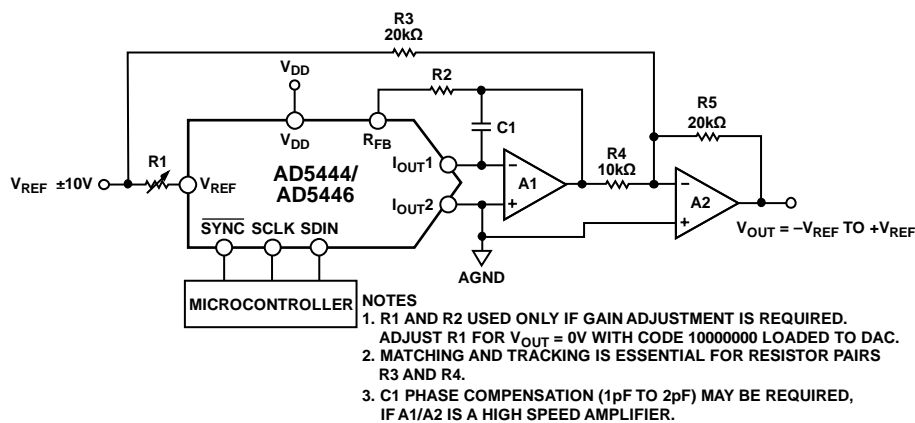 R3
20kΩ
VDD
R2
R5
20kΩ
VDD
RFB
C1
R1
AD5444/
AD5446
IOUT1
R4
10kΩ
VREF ±10V
VREF
–
A1
+
–
A2
+
IOUT2
SYNC SCLK SDIN
VOUT = –VREF TO +VREF
AGND
MICROCONTROLLER
NOTES
1. R1 AND R2 USED ONLY IF GAIN ADJUSTMENT IS REQUIRED.
ADJUST R1 FOR VOUT = 0V WITH CODE 10000000 LOADED TO DAC.
2. MATCHING AND TRACKING IS ESSENTIAL FOR RESISTOR PAIRS
R3 AND R4.
3. C1 PHASE COMPENSATION (1pF TO 2pF) MAY BE REQUIRED,
IF A1/A2 IS A HIGH SPEED AMPLIFIER.